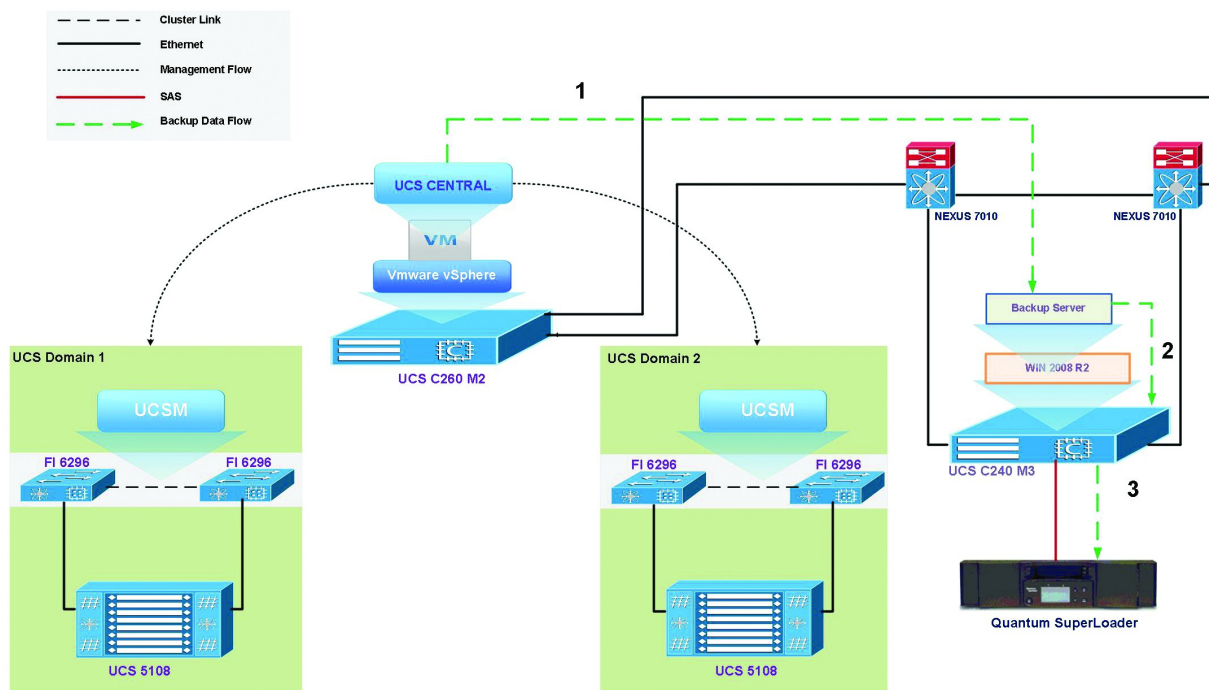 Cluster Link
Ethernet
Management Flow
SAS
Backup Data Flow
1
UCS CENTRAL
VM
Vmware vSphere
UCS C260 M2
NEXUS 7010
NEXUS 7010
Backup Server
2
WIN 2008 R2
UCS C240 M3
3
Quantum SuperLoader
UCS Domain 1
UCSM
FI 6296
FI 6296
UCS 5108
UCS Domain 2
UCSM
FI 6296
FI 6296
UCS 5108